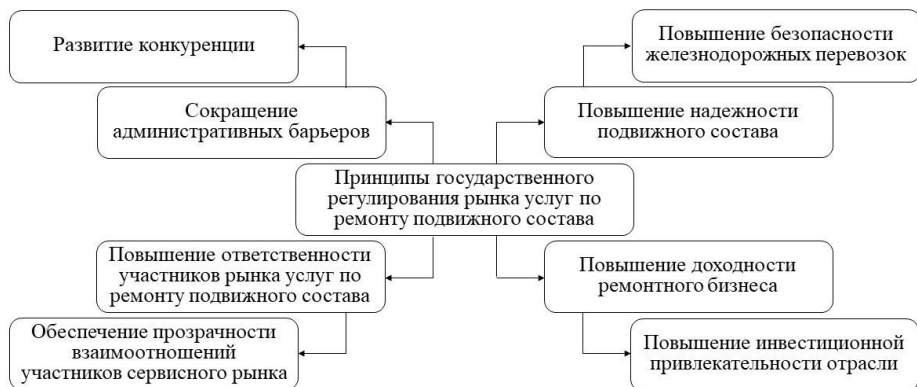 Развитие конкуренции
Повышение безопасности
железнодорожных перевозок
Сокращение
административных барьеров
Повышение надежности
подвижного состава
Принципы государственного
регулирования рынка услуг по
ремонту подвижного состава
Повышение ответственности
участников рынка услуг по
ремонту подвижного состава
Повышение доходности
ремонтного бизнеса
Обеспечение прозрачности
взаимоотношений
участников сервисного рынка
Повышение инвестиционной
привлекательности отрасли